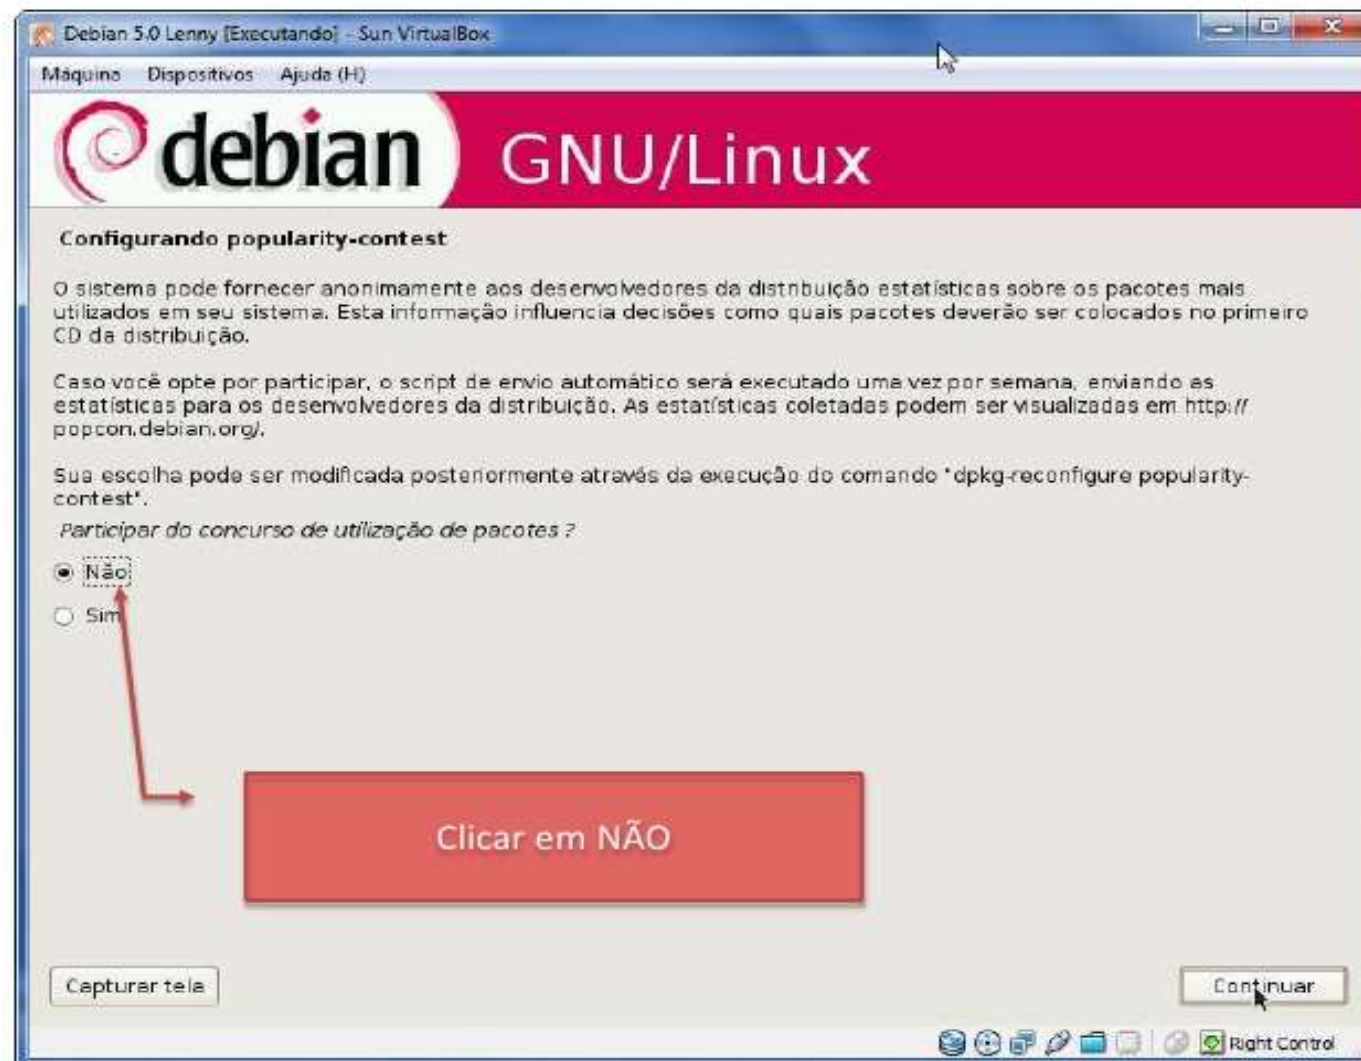 Debian 5.0 Lenny [Executando] - Sun VirtualBox
Máquina Dispositivos Ajuda (H)
debian GNU/Linux
Configurando popularity-contest
O sistema pode fornecer anonimamente aos desenvolvedores da distribuição estatísticas sobre os pacotes mais
utilizados em seu sistema. Esta informação influencia decisões como quais pacotes deverão ser colocados no primeiro
CD da distribuição.
Caso você opte por participar, o script de envio automático será executado uma vez por semana, enviando as
estatísticas para os desenvolvedores da distribuição. As estatísticas coletadas podem ser visualizadas em http://
popcon.debian.org/.
Sua escolha pode ser modificada posteriormente através da execução do comando "dpkg-reconfigure popularity-
contest".
Participar do concurso de utilização de pacotes ?
Não
Sim
Clicar em NÃO
Capturar tela
Continuar
Right Control